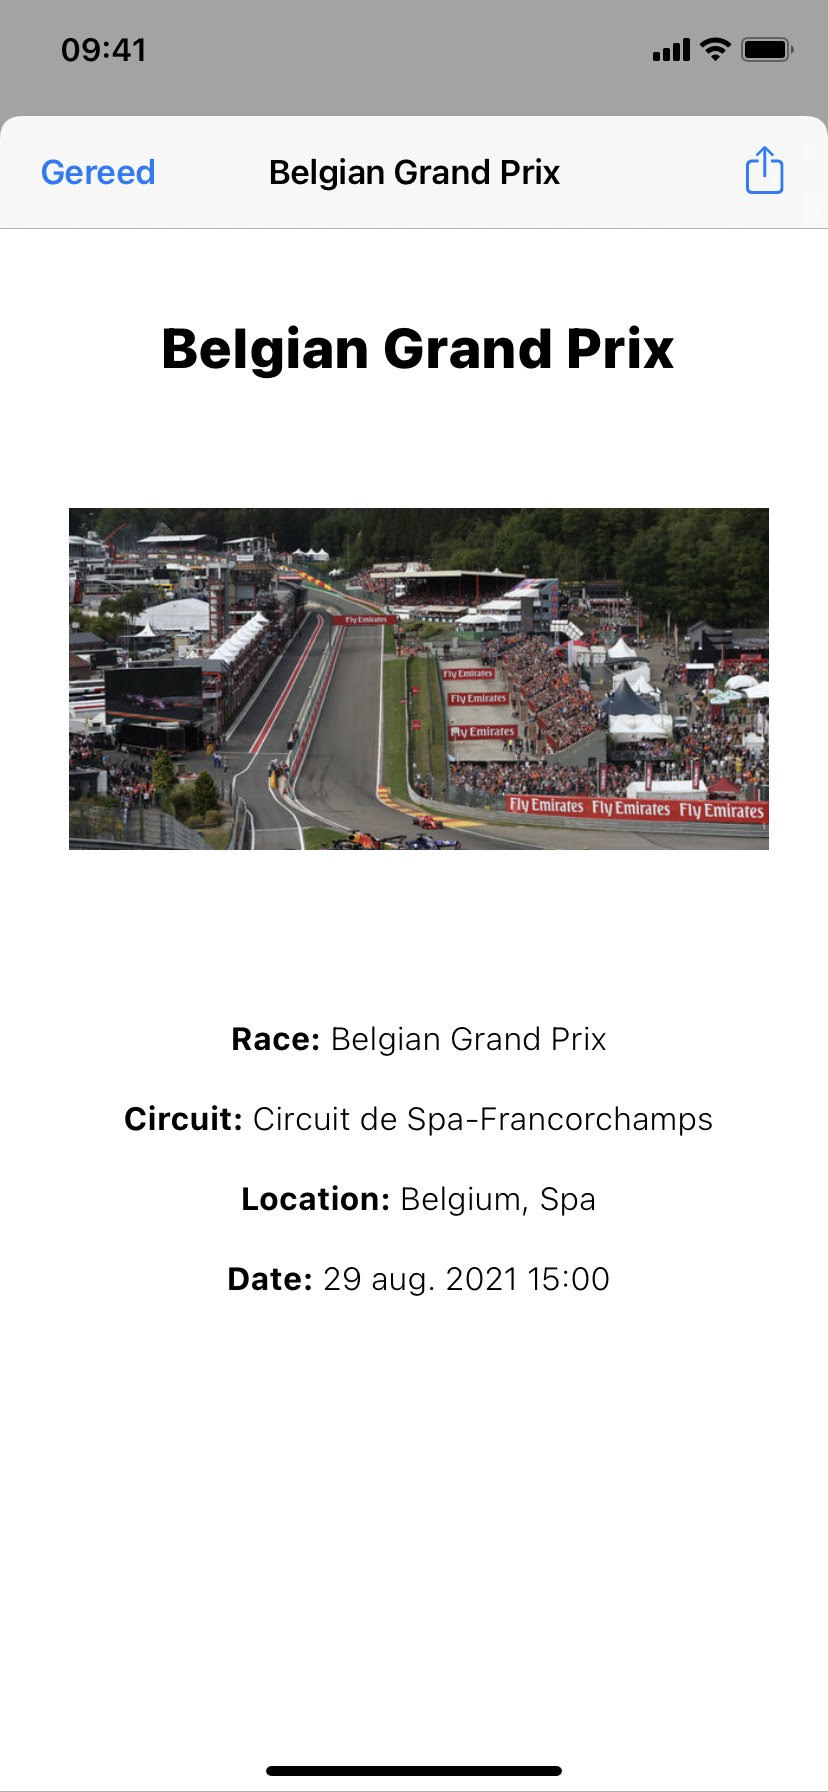 09:41
Gereed
Belgian Grand Prix
Belgian Grand Prix
Fly Emirates
Fly Emirates
Fly Emirates
Fly Emirates
Fly Emirates Fly Emirates Fly Emirates
Race: Belgian Grand Prix
Circuit: Circuit de Spa-Francorchamps
Location: Belgium, Spa
Date: 29 aug. 2021 15:00